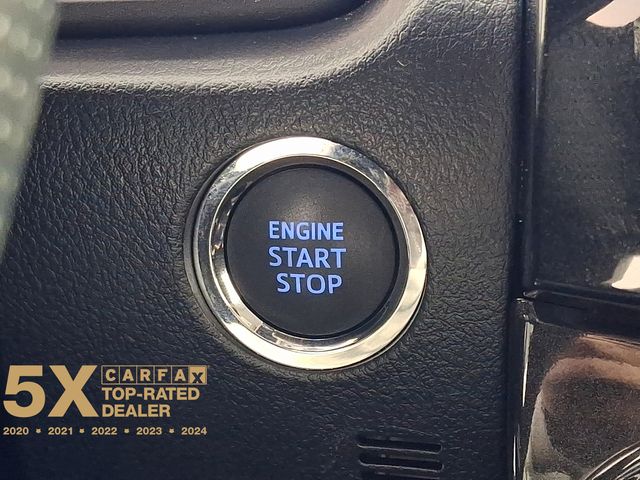 ENGINE
START
STOP
5X
CARFAX
TOP-RATED
DEALER
2020 • 2021 • 2022 • 2023 • 2024